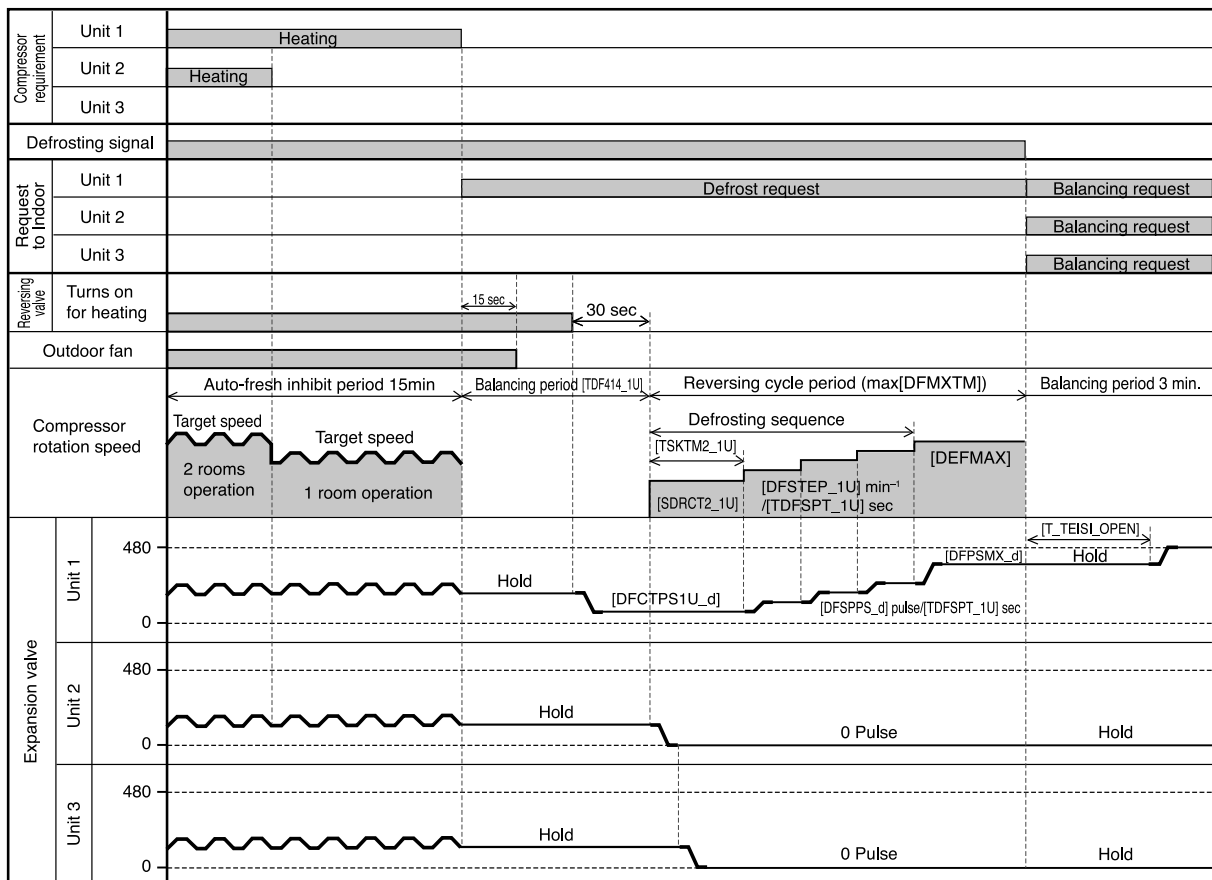 Compressor requirement
Unit 1
Heating
Unit 2
Heating
Unit 3
Defrosting signal
Request to Indoor
Unit 1
Defrost request
Balancing request
Unit 2
Balancing request
Unit 3
Balancing request
Reversing valve
Turns on for heating
15 sec
30 sec
Outdoor fan
Compressor rotation speed
Auto-fresh inhibit period 15min
Balancing period [TDF414_1U]
Reversing cycle period (max[DFMXTM])
Balancing period 3 min.
Target speed
2 rooms operation
Target speed
1 room operation
Defrosting sequence
[TSKTM2_1U]
[SDRCT2_1U]
[DFSTEP_1U] min⁻¹
/[TDFSPT_1U] sec
[DEFMAX]
Expansion valve
Unit 1
480
0
Hold
[DFCTPS1U_d]
[DFSPPS_d] pulse/[TDFSPT_1U] sec
[DFPSMX_d]
[T_TEISI_OPEN]
Hold
Unit 2
480
0
Hold
0 Pulse
Hold
Unit 3
480
0
Hold
0 Pulse
Hold